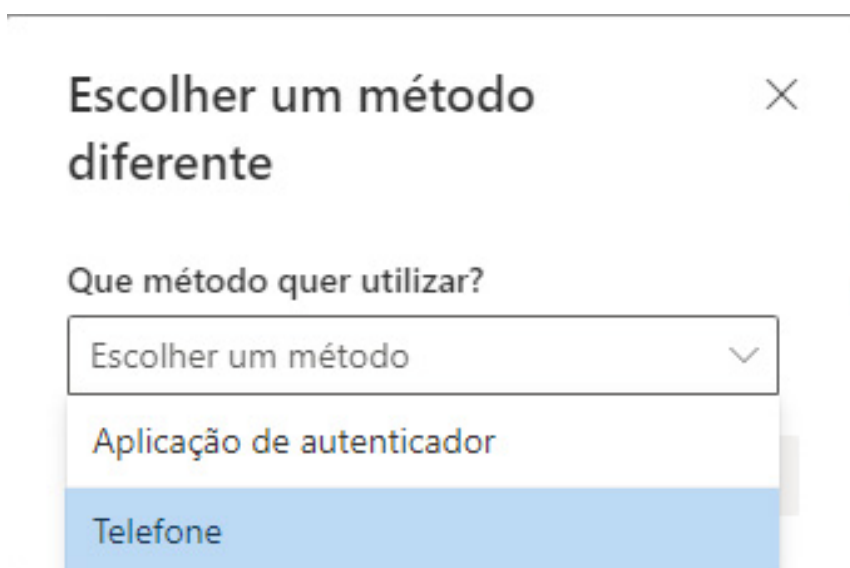 Escolher um método
diferente
Que método quer utilizar?
Escolher um método
Aplicação de autenticador
Telefone